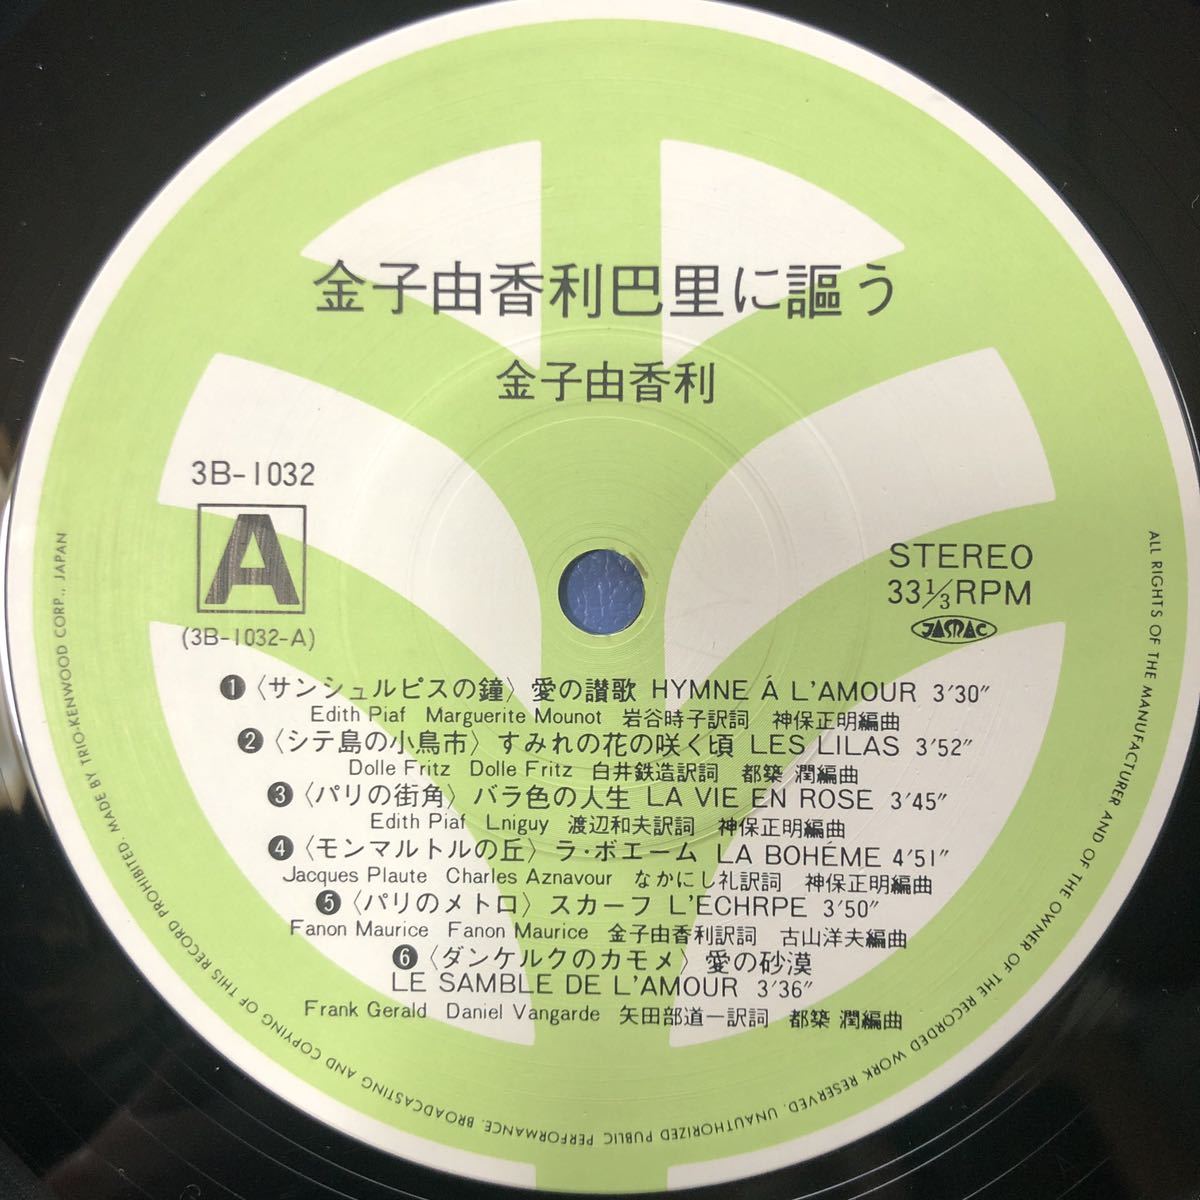 金子由香利巴里に謳う
金子由香利
3B-1032
A
(3B-1032-A)
STEREO
33 1/3 RPM
JASRAC
❶〈サンシュルピスの鐘〉愛の讃歌 HYMNE Á L'AMOUR 3'30"
Edith Piaf Marguerite Mounot 岩谷時子訳詞 神保正明編曲
❷〈シテ島の小鳥市〉すみれの花の咲く頃 LES LILAS 3'52"
Dolle Fritz Dolle Fritz 白井鉄造訳詞 都築 潤編曲
❸〈パリの街角〉バラ色の人生 LA VIE EN ROSE 3'45"
Edith Piaf Lniguy 渡辺和夫訳詞 神保正明編曲
❹〈モンマルトルの丘〉ラ・ボエーム LA BOHÉME 4'51"
Jacques Plaute Charles Aznavour なかにし礼訳詞 神保正明編曲
❺〈パリのメトロ〉スカーフ L'ECHRPE 3'50"
Fanon Maurice Fanon Maurice 金子由香利訳詞 古山洋夫編曲
❻〈ダンケルクのカモメ〉愛の砂漠
LE SAMBLE DE L'AMOUR 3'36"
Frank Gerald Daniel Vangarde 矢田部道一訳詞 都築 潤編曲
ALL RIGHTS OF THE MANUFACTURER AND OF THE OWNER OF THE RECORDED WORK RESERVED. UNAUTHORIZED PUBLIC PERFORMANCE. BROADCASTING AND COPYING OF THIS RECORD PROHIBITED. MADE BY TRIO-KENWOOD CORP., JAPAN